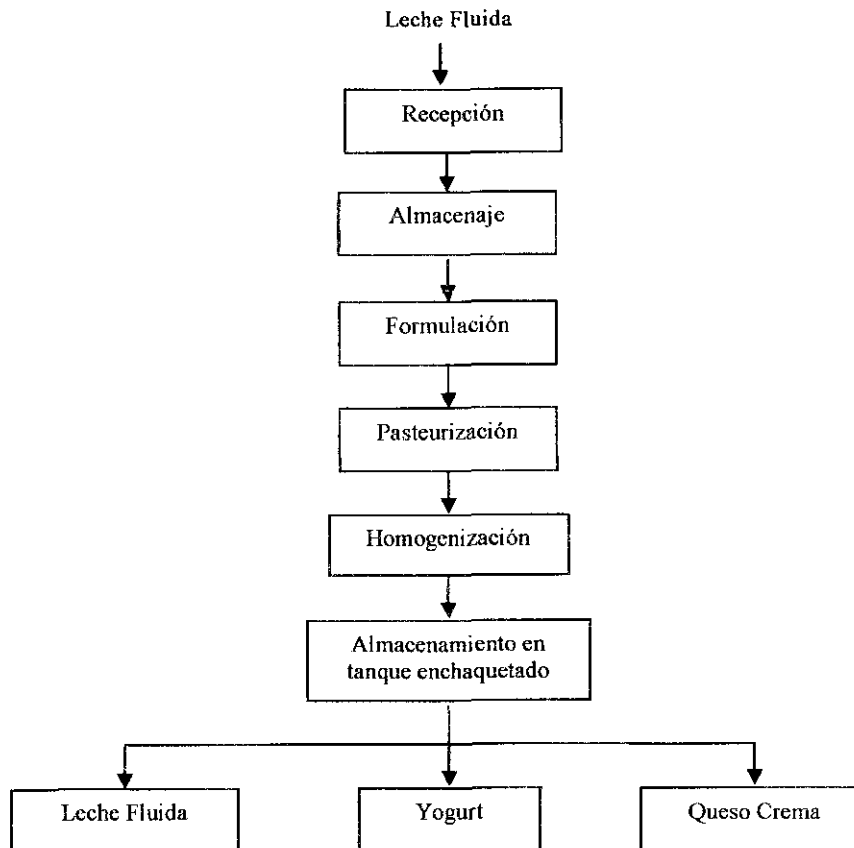 Leche Fluida
Recepción
Almacenaje
Formulación
Pasteurización
Homogenización
Almacenamiento en
tanque enchaquetado
Leche Fluida
Yogurt
Queso Crema